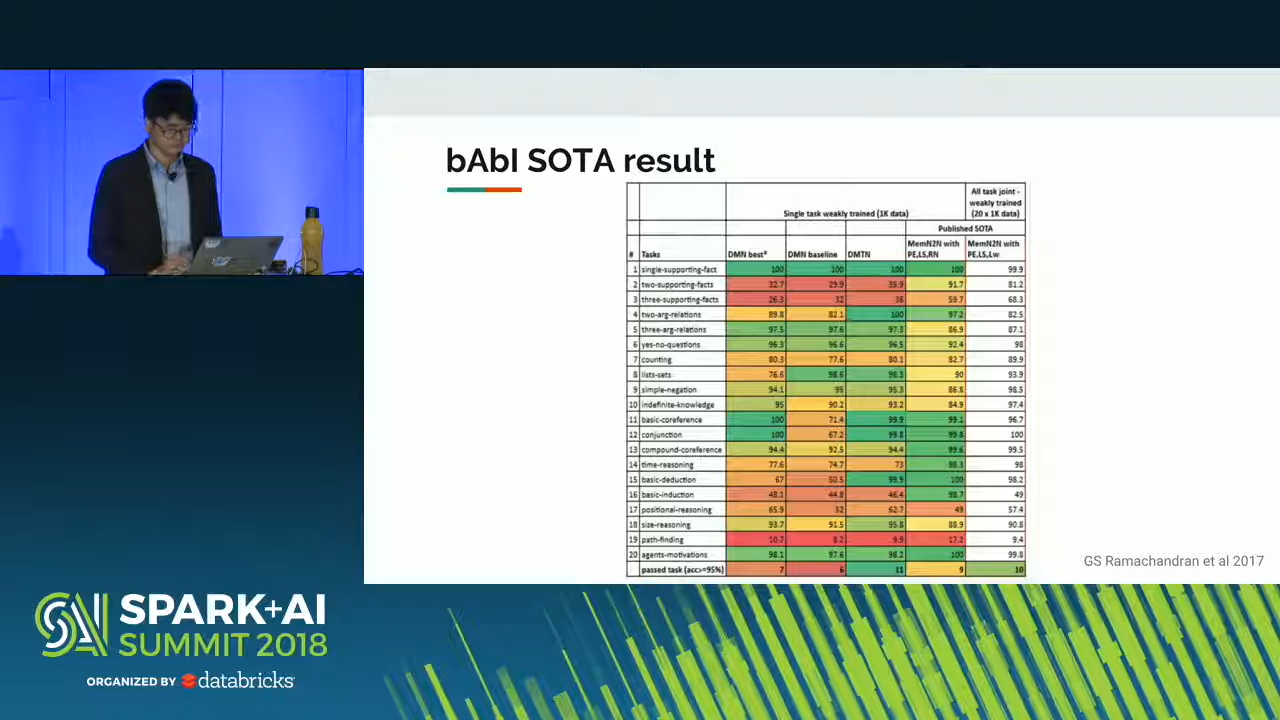 bAbI SOTA result
All task joint - weakly trained (20 x 1K data)
Single task weakly trained (1K data)
Published SOTA
# Tasks DMN best* DMN baseline DMTN MemN2N with PE,LS,RN MemN2N with PE,LS,Lw
1 single-supporting-fact 100 100 100 100 99.9
2 two-supporting-facts 32.7 29.9 35.9 91.7 81.2
3 three-supporting-facts 26.3 32 36 59.7 68.3
4 two-arg-relations 89.8 82.1 100 97.2 82.5
5 three-arg-relations 97.5 97.6 97.3 86.9 87.1
6 yes-no-questions 96.3 96.6 96.5 92.4 98
7 counting 80.3 77.6 80.1 82.7 89.9
8 lists-sets 76.6 98.6 98.3 90 93.9
9 simple-negation 94.1 95 95.3 86.8 98.5
10 indefinite-knowledge 95 90.2 93.2 84.9 97.4
11 basic-coreference 100 71.4 99.9 99.1 96.7
12 conjunction 100 67.2 99.8 99.8 100
13 compound-coreference 94.4 92.5 94.4 99.6 99.5
14 time-reasoning 77.6 74.7 73 98.3 98
15 basic-deduction 67 50.5 99.9 100 98.2
16 basic-induction 48.1 44.8 46.4 98.7 49
17 positional-reasoning 65.9 52 62.7 49 57.4
18 size-reasoning 93.7 91.5 95.8 88.9 90.8
19 path-finding 10.7 8.2 9.9 17.2 9.4
20 agents-motivations 98.1 97.6 98.2 100 99.8
passed task (acc>=95%) 7 6 11 9 10
GS Ramachandran et al 2017
SPARK+AI
SUMMIT 2018
ORGANIZED BY databricks